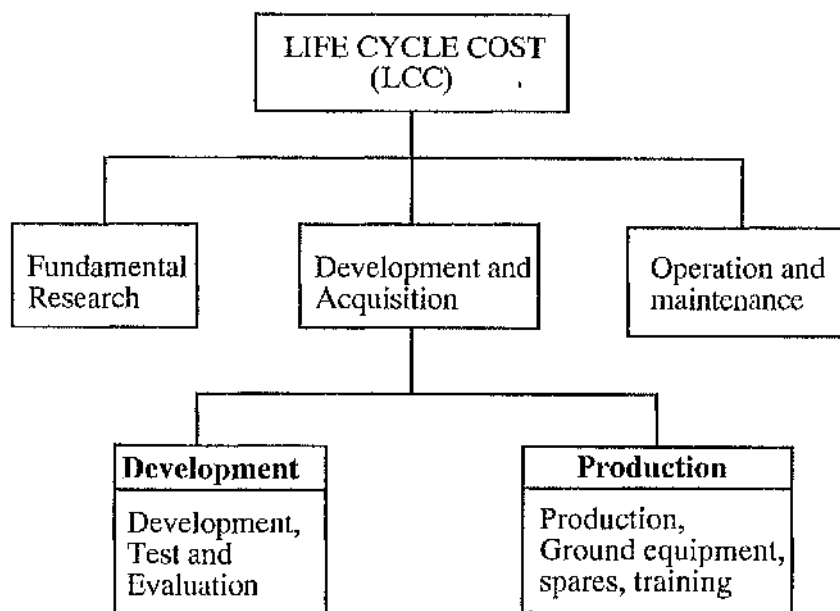 LIFE CYCLE COST
(LCC)
Fundamental
Research
Development and
Acquisition
Operation and
maintenance
Development
Development,
Test and
Evaluation
Production
Production,
Ground equipment,
spares, training